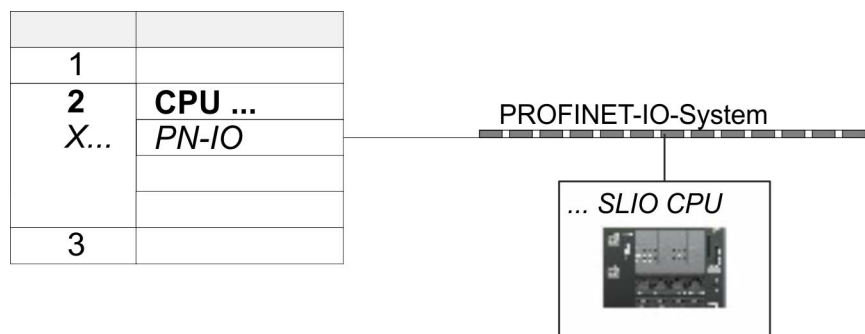 1
2 CPU ...
X... PN-IO
3
PROFINET-IO-System
... SLIO CPU